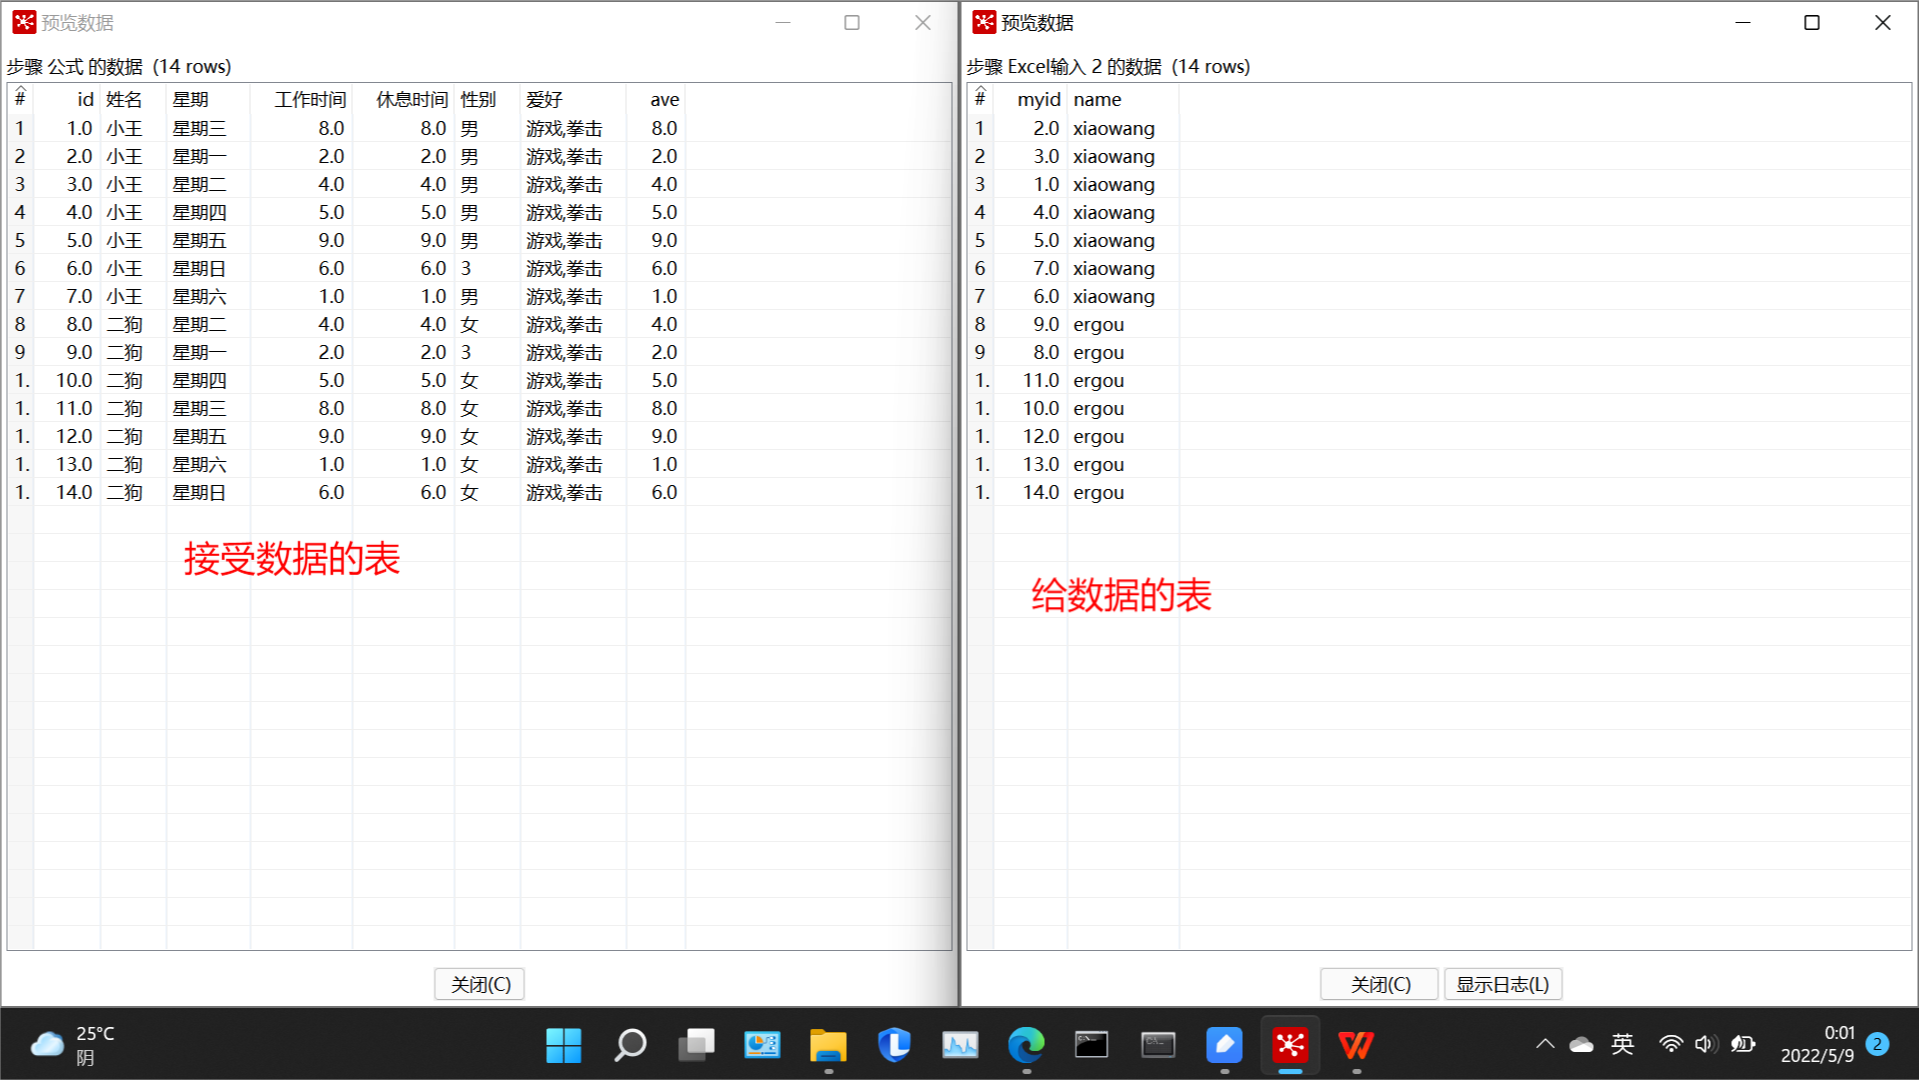 预览数据
步骤 公式 的数据 (14 rows)
# id 姓名 星期 工作时间 休息时间 性别 爱好 ave
1 1.0 小王 星期三 8.0 8.0 男 游戏,拳击 8.0
2 2.0 小王 星期一 2.0 2.0 男 游戏,拳击 2.0
3 3.0 小王 星期二 4.0 4.0 男 游戏,拳击 4.0
4 4.0 小王 星期四 5.0 5.0 男 游戏,拳击 5.0
5 5.0 小王 星期五 9.0 9.0 男 游戏,拳击 9.0
6 6.0 小王 星期日 6.0 6.0 3 游戏,拳击 6.0
7 7.0 小王 星期六 1.0 1.0 男 游戏,拳击 1.0
8 8.0 二狗 星期二 4.0 4.0 女 游戏,拳击 4.0
9 9.0 二狗 星期一 2.0 2.0 3 游戏,拳击 2.0
1. 10.0 二狗 星期四 5.0 5.0 女 游戏,拳击 5.0
1. 11.0 二狗 星期三 8.0 8.0 女 游戏,拳击 8.0
1. 12.0 二狗 星期五 9.0 9.0 女 游戏,拳击 9.0
1. 13.0 二狗 星期六 1.0 1.0 女 游戏,拳击 1.0
1. 14.0 二狗 星期日 6.0 6.0 女 游戏,拳击 6.0
接受数据的表
关闭(C)
预览数据
步骤 Excel输入 2 的数据 (14 rows)
# myid name
1 2.0 xiaowang
2 3.0 xiaowang
3 1.0 xiaowang
4 4.0 xiaowang
5 5.0 xiaowang
6 7.0 xiaowang
7 6.0 xiaowang
8 9.0 ergou
9 8.0 ergou
1. 11.0 ergou
1. 10.0 ergou
1. 12.0 ergou
1. 13.0 ergou
1. 14.0 ergou
给数据的表
关闭(C) 显示日志(L)
25°C
阴
英
0:01
2022/5/9
2